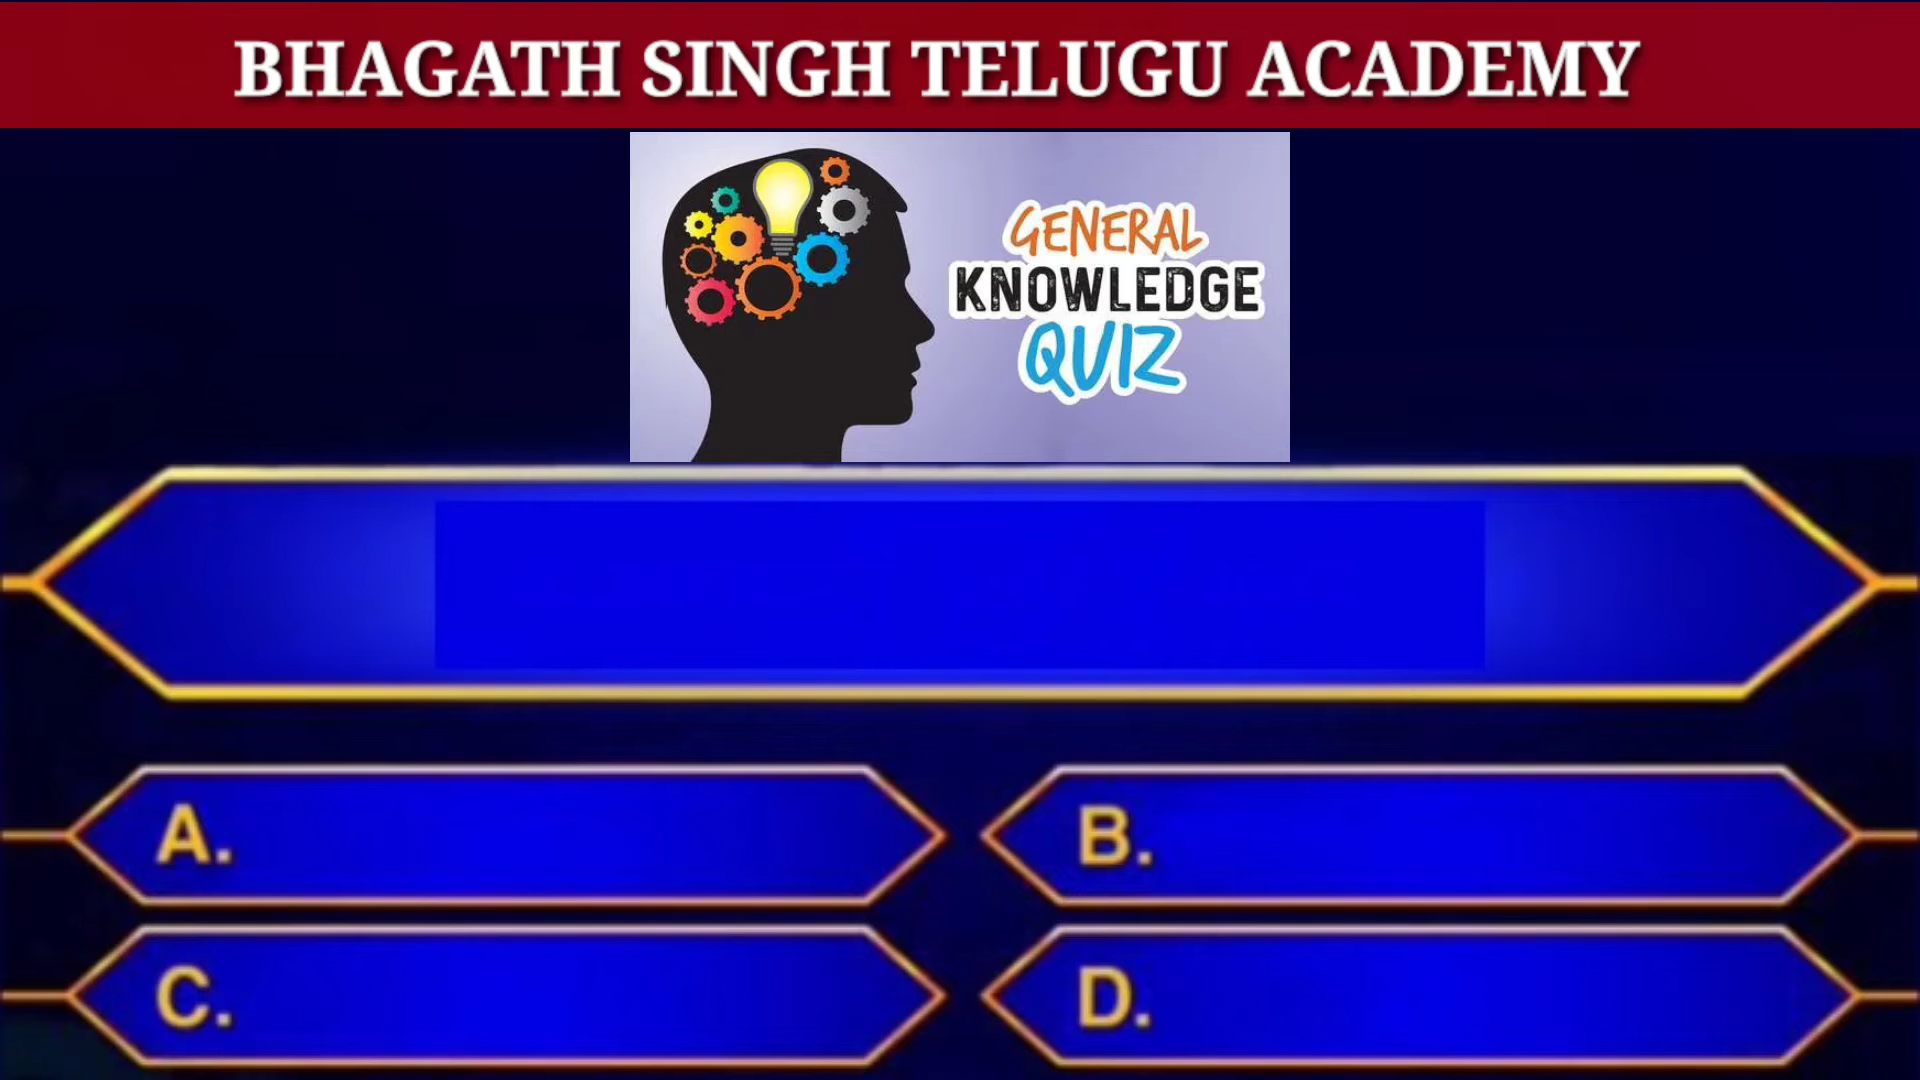 BHAGATH SINGH TELUGU ACADEMY
GENERAL
KNOWLEDGE
QUIZ
A.
B.
C.
D.